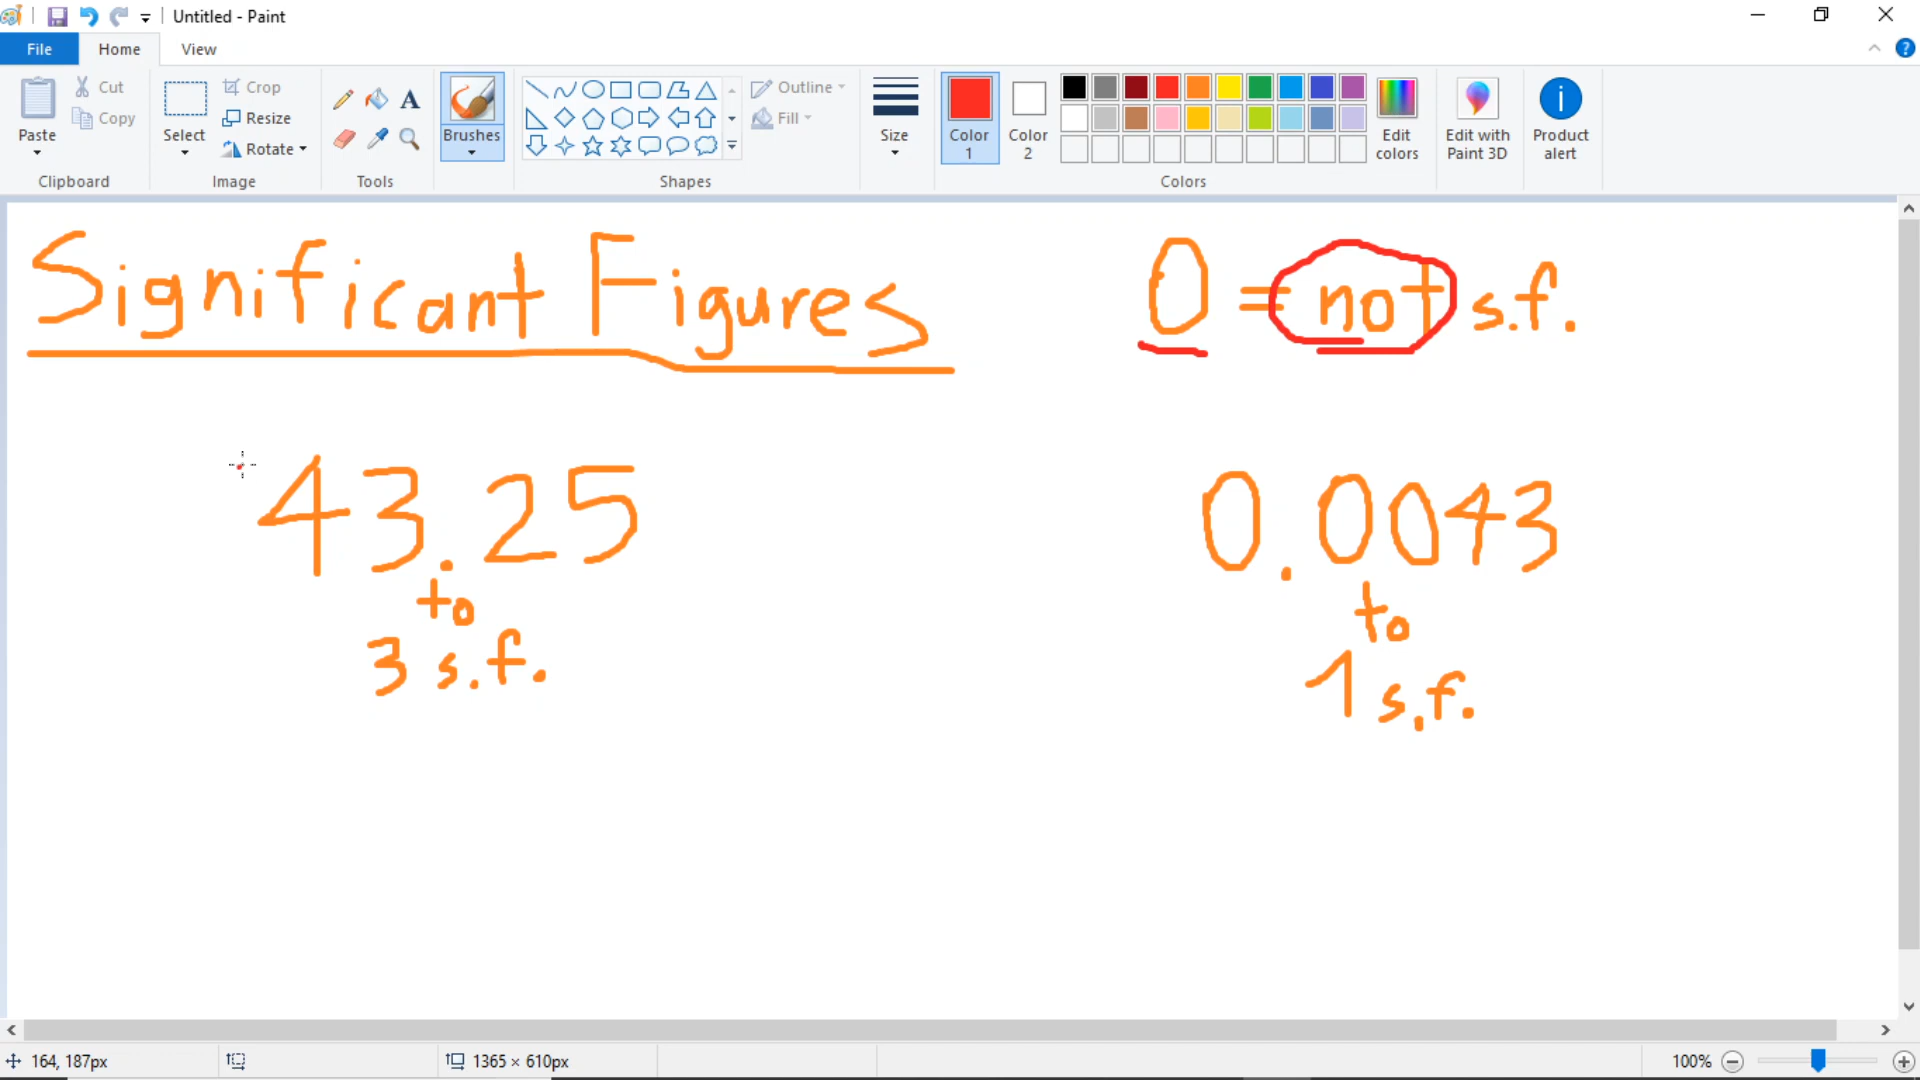 Untitled - Paint
File Home View
Paste
Cut
Copy
Clipboard
Select
Crop
Resize
Rotate
Image
A
Tools
Brushes
Shapes
Outline
Fill
Size
Color 1
Color 2
Colors
Edit colors
Edit with Paint 3D
Product alert
Significant Figures
0 = not s.f.
43.25
to
3 s.f.
0.0043
to
1 s.f.
164, 187px
1365 × 610px
100%